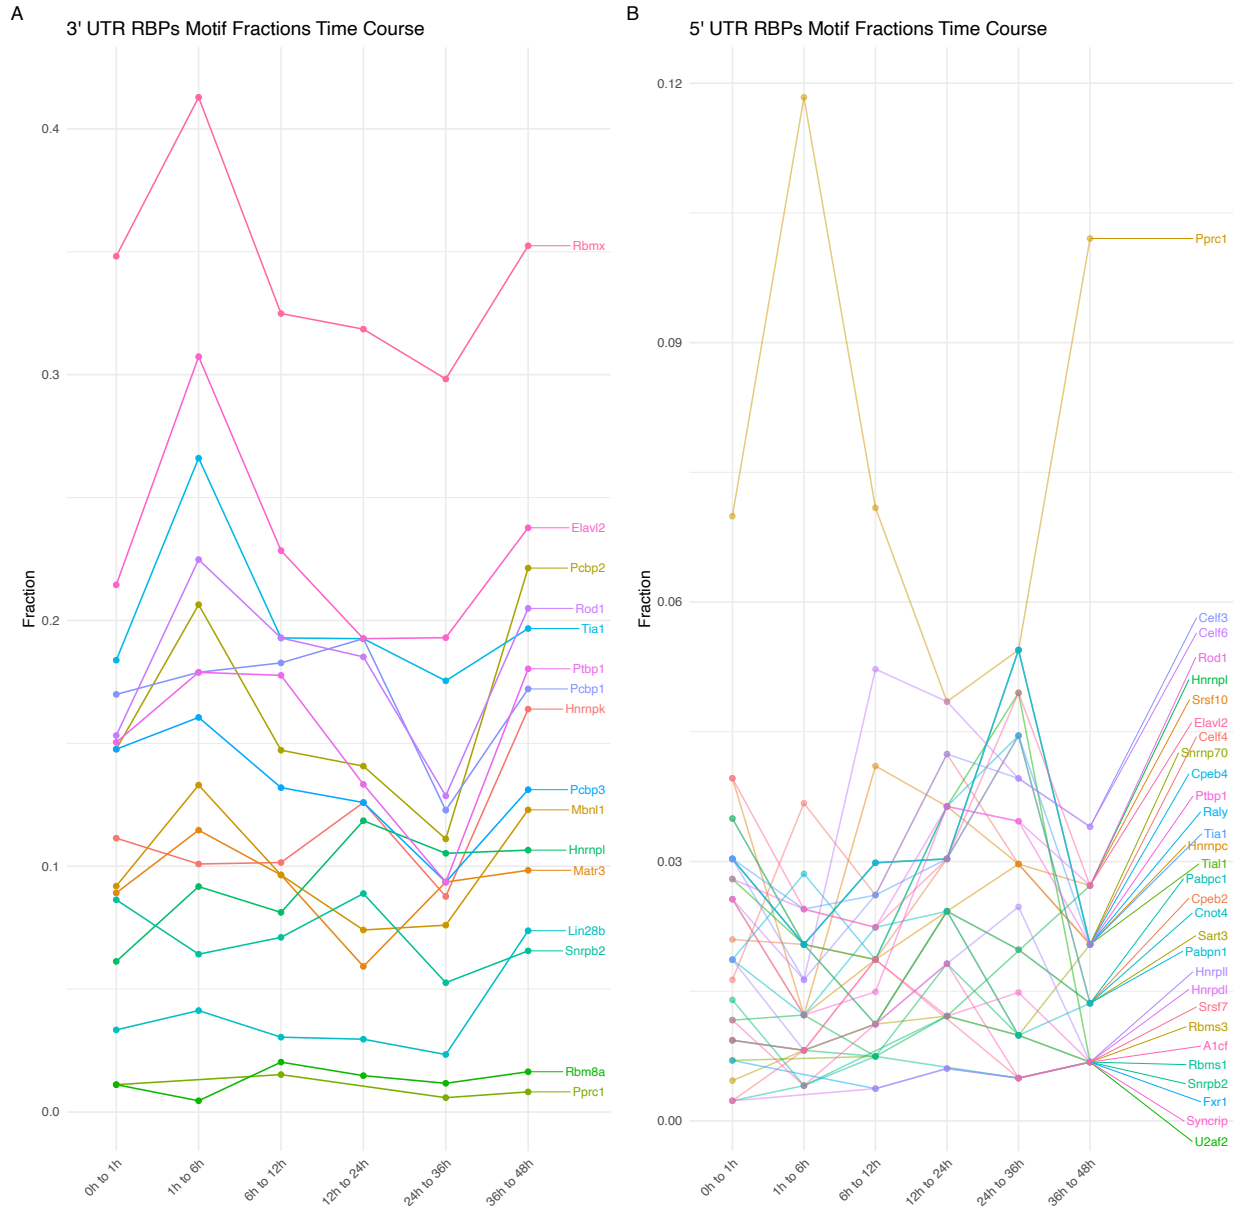 A
3' UTR RBPs Motif Fractions Time Course
Fraction
0.4
0.3
0.2
0.1
0.0
Rbmx
Elavl2
Pcbp2
Rod1
Tia1
Ptbp1
Pcbp1
Hnrnpk
Pcbp3
Mbnl1
Hnrnpl
Matr3
Lin28b
Snrpb2
Rbm8a
Pprc1
0h to 1h
1h to 6h
6h to 12h
12h to 24h
24h to 36h
36h to 48h
B
5' UTR RBPs Motif Fractions Time Course
Fraction
0.12
0.09
0.06
0.03
0.00
Pprc1
Celf3
Celf6
Rod1
Hnrnpl
Srsf10
Elavl2
Celf4
Snrnp70
Cpeb4
Ptbp1
Raly
Tia1
Hnrnpc
Tial1
Pabpc1
Cpeb2
Cnot4
Sart3
Pabpn1
Hnrpll
Hnrpdl
Srsf7
Rbms3
A1cf
Rbms1
Snrpb2
Fxr1
Syncrip
U2af2
0h to 1h
1h to 6h
6h to 12h
12h to 24h
24h to 36h
36h to 48h